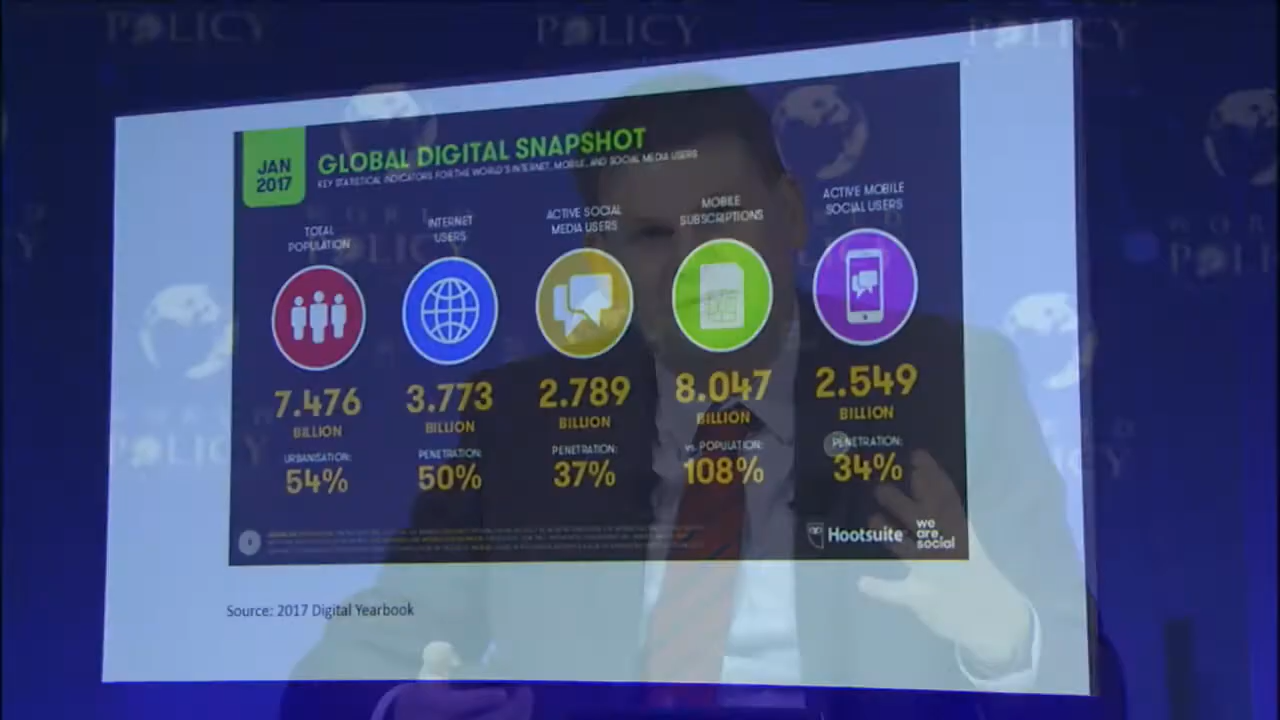 POLICY
POLICY
POLICY
JAN
2017
GLOBAL DIGITAL SNAPSHOT
KEY STATISTICAL INDICATORS FOR THE WORLD'S INTERNET, MOBILE, AND SOCIAL MEDIA USERS
TOTAL
POPULATION
7.476
BILLION
URBANISATION:
54%
INTERNET
USERS
3.773
BILLION
PENETRATION:
50%
ACTIVE SOCIAL
MEDIA USERS
2.789
BILLION
PENETRATION:
37%
MOBILE
SUBSCRIPTIONS
8.047
BILLION
vs. POPULATION:
108%
ACTIVE MOBILE
SOCIAL USERS
2.549
BILLION
PENETRATION:
34%
WORLD
POLICY
POLICY
Hootsuite
we
are.
social
Source: 2017 Digital Yearbook